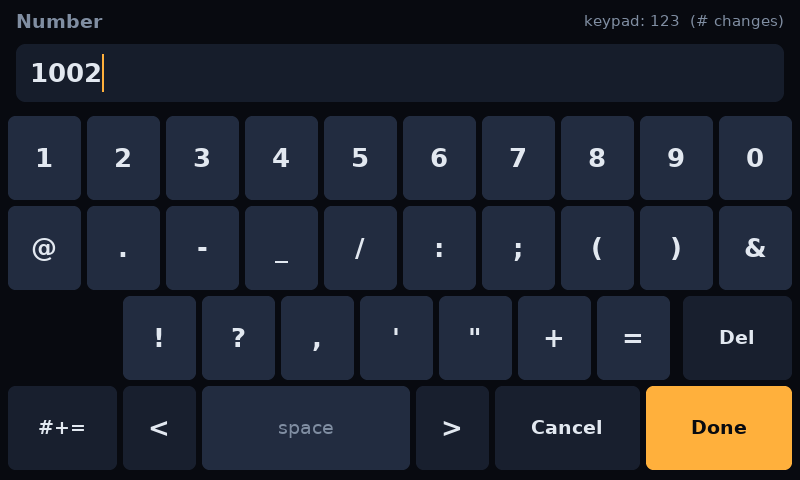 Number
keypad: 123 (# changes)
1002
1 2 3 4 5 6 7 8 9 0
@ . - _ / : ; ( ) &
! ? , ' " + = Del
#+= < space > Cancel Done